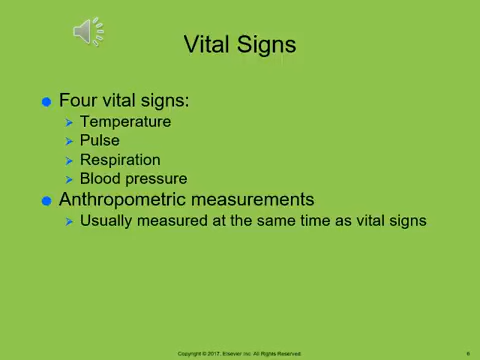 Vital Signs
Four vital signs:
Temperature
Pulse
Respiration
Blood pressure
Anthropometric measurements
Usually measured at the same time as vital signs
Copyright © 2017, Elsevier Inc. All Rights Reserved.
6